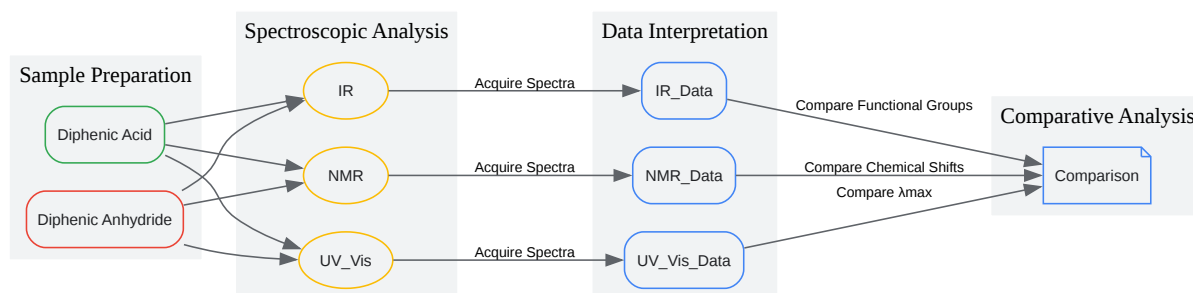 Sample Preparation
Diphenic Acid
Diphenic Anhydride
Spectroscopic Analysis
IR
NMR
UV_Vis
Acquire Spectra
Acquire Spectra
Acquire Spectra
Data Interpretation
IR_Data
NMR_Data
UV_Vis_Data
Compare Functional Groups
Compare Chemical Shifts
Compare λmax
Comparative Analysis
Comparison